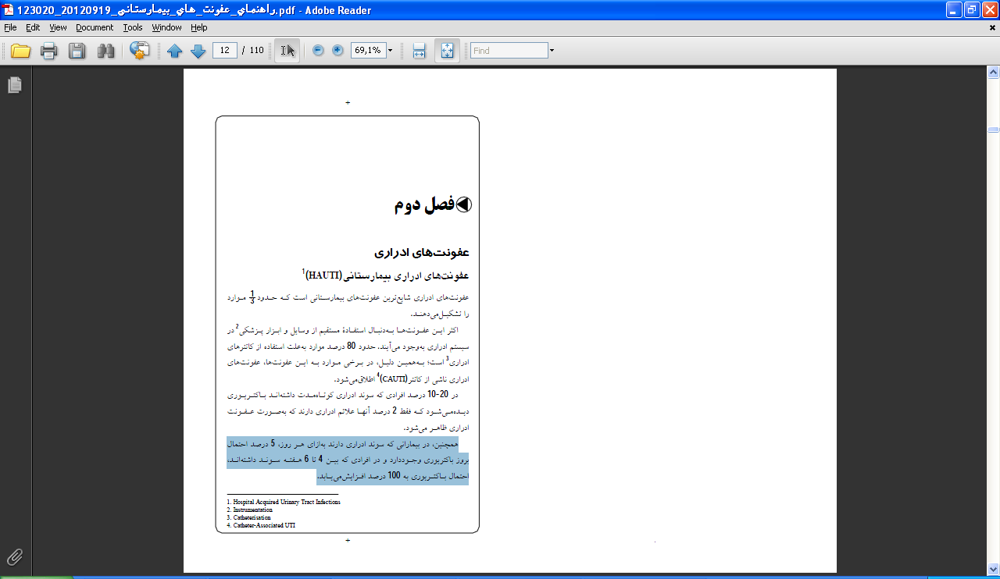 123020_20120919_راهنماي_عفونت_هاي_بيمارستاني.pdf - Adobe Reader
File Edit View Document Tools Window Help
12 / 110 69,1% Find
فصل دوم
عفونت‌های ادراری
عفونت‌های ادراری بیمارستانی (HAUTI)1
عفونت‌های ادراری شایع‌ترین عفونت‌های بیمارستانی است که حدود 1/3 موارد
را تشکیل‌می‌دهند.
اکثر این عفونت‌ها به‌دنبال استفادهٔ مستقیم از وسایل و ابزار پزشکی2 در
سیستم ادراری به‌وجود می‌آیند. حدود 80 درصد موارد به‌علت استفاده از کاتترهای
ادراری3 است؛ به‌همین دلیل، در برخی موارد به این عفونت‌ها، عفونت‌های
ادراری ناشی از کاتتر (CAUTI)4 اطلاق‌می‌شود.
در 20-10 درصد افرادی که سوند ادراری کوتاه‌مدت داشته‌اند باکتریوری
دیده‌می‌شود که فقط 2 درصد آنها علائم ادراری دارند که به‌صورت عفونت
ادراری ظاهر می‌شود.
همچنین، در بیمارانی که سوند ادراری دارند به‌ازای هر روز، 5 درصد احتمال
بروز باکتریوری وجوددارد و در افرادی که بین 4 تا 6 هفته سوند داشته‌اند،
احتمال باکتریوری به 100 درصد افزایش‌می‌یابد.
1. Hospital Acquired Urinary Tract Infections
2. Instrumentation
3. Catheterisation
4. Catheter-Associated UTI